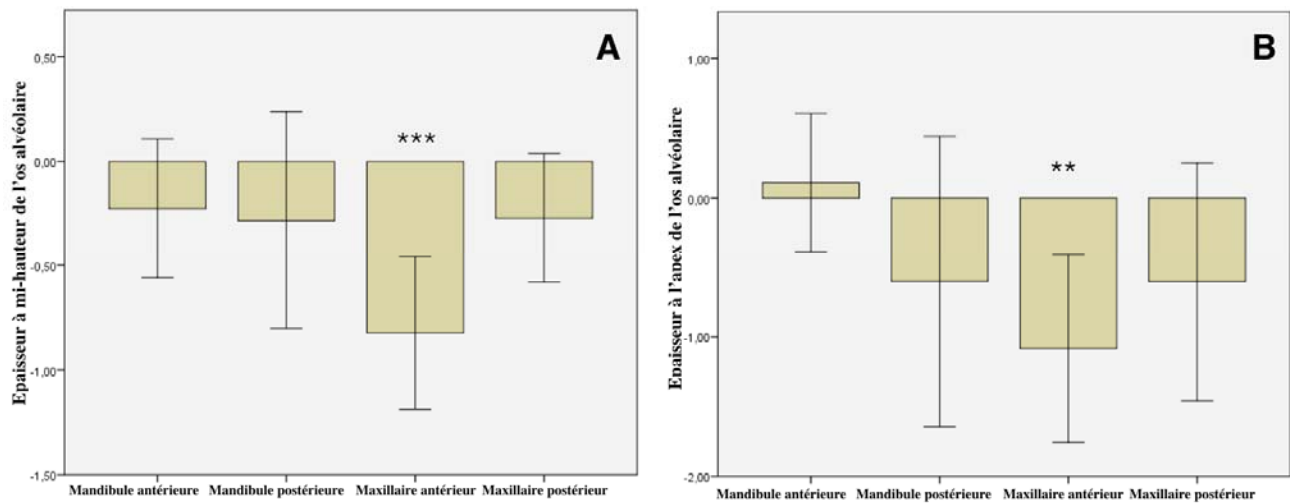 A
0,50
0,00
-0,50
-1,00
-1,50
Epaisseur à mi-hauteur de l'os alvéolaire
***
Mandibule antérieure Mandibule postérieure Maxillaire antérieur Maxillaire postérieur
B
1,00
0,00
-1,00
-2,00
Epaisseur à l'apex de l'os alvéolaire
**
Mandibule antérieure Mandibule postérieure Maxillaire antérieur Maxillaire postérieur